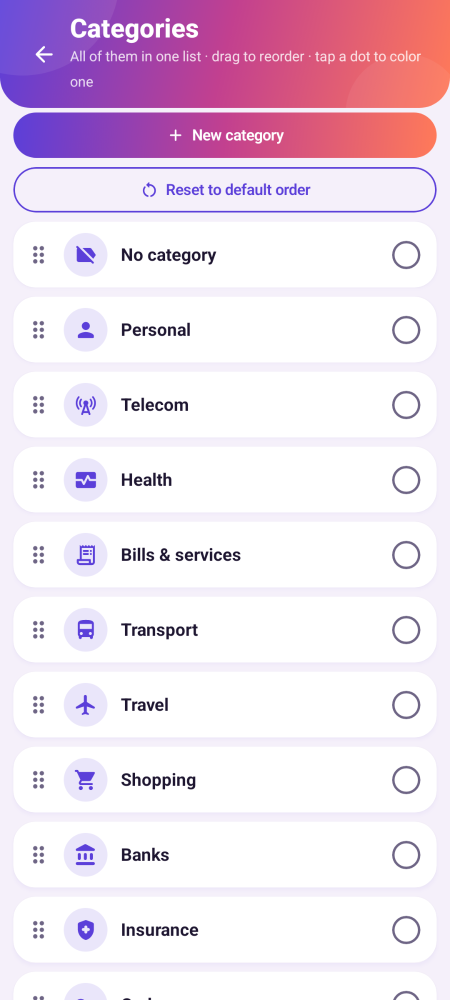 Categories
All of them in one list · drag to reorder · tap a dot to color
one
New category
Reset to default order
No category
Personal
Telecom
Health
Bills & services
Transport
Travel
Shopping
Banks
Insurance